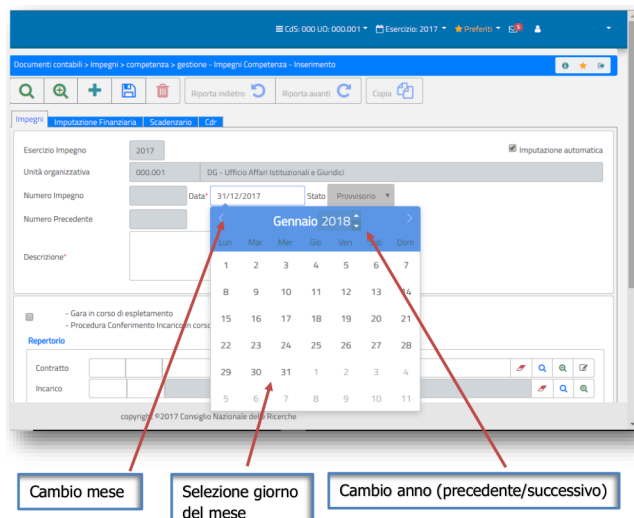 CdS: 000 UO: 000.001 Esercizio: 2017 Preferiti
Documenti contabili > Impegni > competenza > gestione - Impegni Competenza - Inserimento
Riporta indietro Riporta avanti Copia
Impegni Imputazione Finanziaria Scadenzario Cdr
Esercizio Impegno 2017 Imputazione automatica
Unità organizzativa 000.001 DG - Ufficio Affari Istituzionali e Giuridici
Numero Impegno Data* 31/12/2017 Stato Provvisorio
Numero Precedente
Gennaio 2018
Lun Mar Mer Gio Ven Sab Dom
Descrizione*
1 2 3 4 5 6 7
8 9 10 11 12 13 14
15 16 17 18 19 20 21
22 23 24 25 26 27 28
29 30 31 1 2 3 4
5 6 7 8 9 10 11
- Gara in corso di espletamento
- Procedura Conferimento Incarico in corso
Repertorio
Contratto
Incarico
copyright ©2017 Consiglio Nazionale delle Ricerche
Cambio mese
Selezione giorno
del mese
Cambio anno (precedente/successivo)